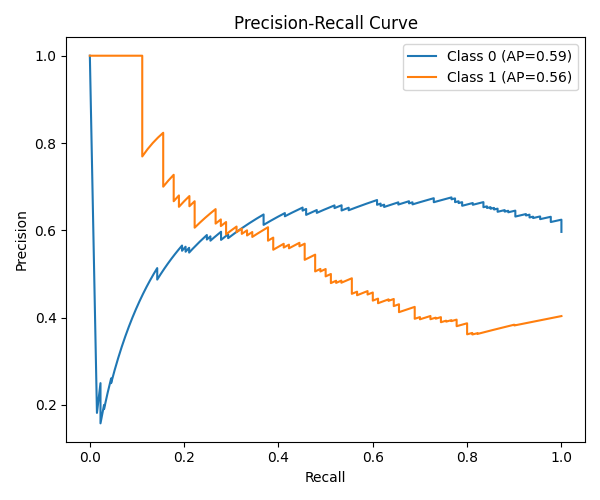 Precision-Recall Curve
Class 0 (AP=0.59)
Class 1 (AP=0.56)
Precision
1.0
0.8
0.6
0.4
0.2
0.0 0.2 0.4 0.6 0.8 1.0
Recall